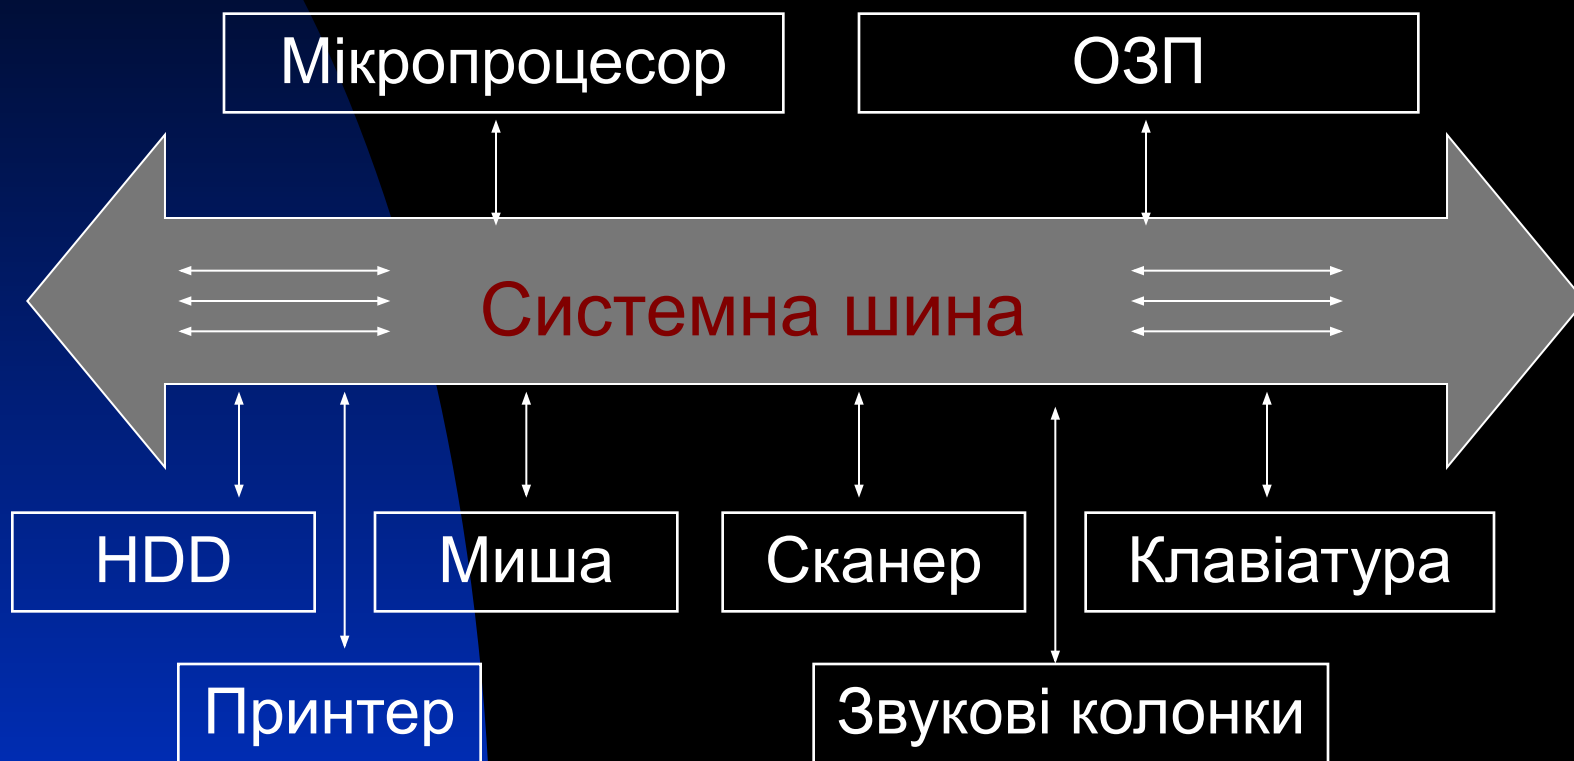 Мікропроцесор
ОЗП
Системна шина
HDD
Миша
Сканер
Клавіатура
Принтер
Звукові колонки